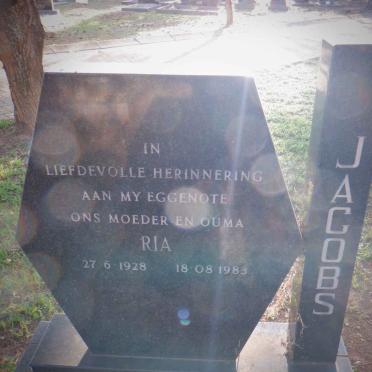 IN
LIEFDEVOLLE HERINNERING
AAN MY EGGENOTE
ONS MOEDER EN OUMA
RIA
27·6·1928 18·08·1983
JACOBS